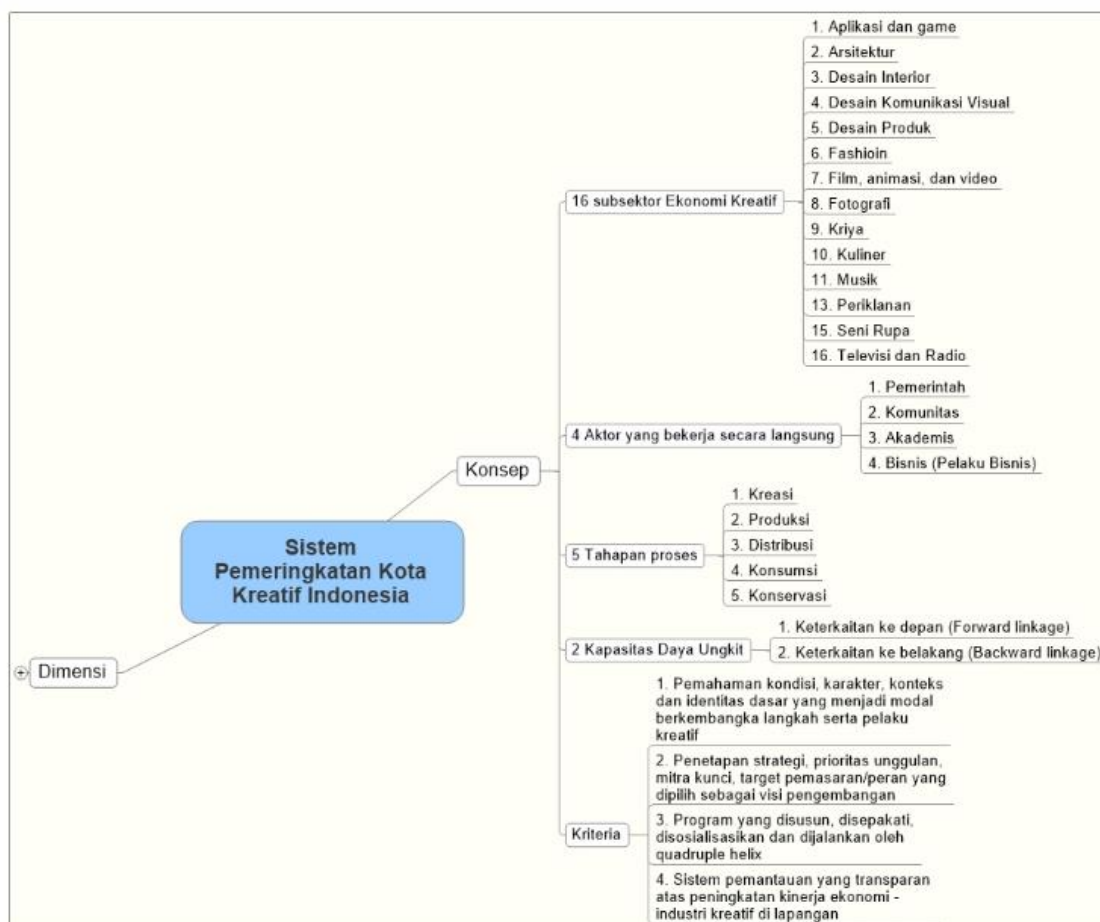 1. Aplikasi dan game
2. Arsitektur
3. Desain Interior
4. Desain Komunikasi Visual
5. Desain Produk
6. Fashioin
7. Film, animasi, dan video
8. Fotografi
9. Kriya
10. Kuliner
11. Musik
13. Periklanan
15. Seni Rupa
16. Televisi dan Radio
16 subsektor Ekonomi Kreatif
1. Pemerintah
2. Komunitas
3. Akademis
4. Bisnis (Pelaku Bisnis)
4 Aktor yang bekerja secara langsung
Konsep
1. Kreasi
2. Produksi
3. Distribusi
4. Konsumsi
5. Konservasi
5 Tahapan proses
Sistem
Pemeringkatan Kota
Kreatif Indonesia
1. Keterkaitan ke depan (Forward linkage)
2. Keterkaitan ke belakang (Backward linkage)
2 Kapasitas Daya Ungkit
Dimensi
1. Pemahaman kondisi, karakter, konteks
dan identitas dasar yang menjadi modal
berkembangka langkah serta pelaku
kreatif
2. Penetapan strategi, prioritas unggulan,
mitra kunci, target pemasaran/peran yang
dipilih sebagai visi pengembangan
Kriteria
3. Program yang disusun, disepakati,
disosialisasikan dan dijalankan oleh
quadruple helix
4. Sistem pemantauan yang transparan
atas peningkatan kinerja ekonomi -
industri kreatif di lapangan